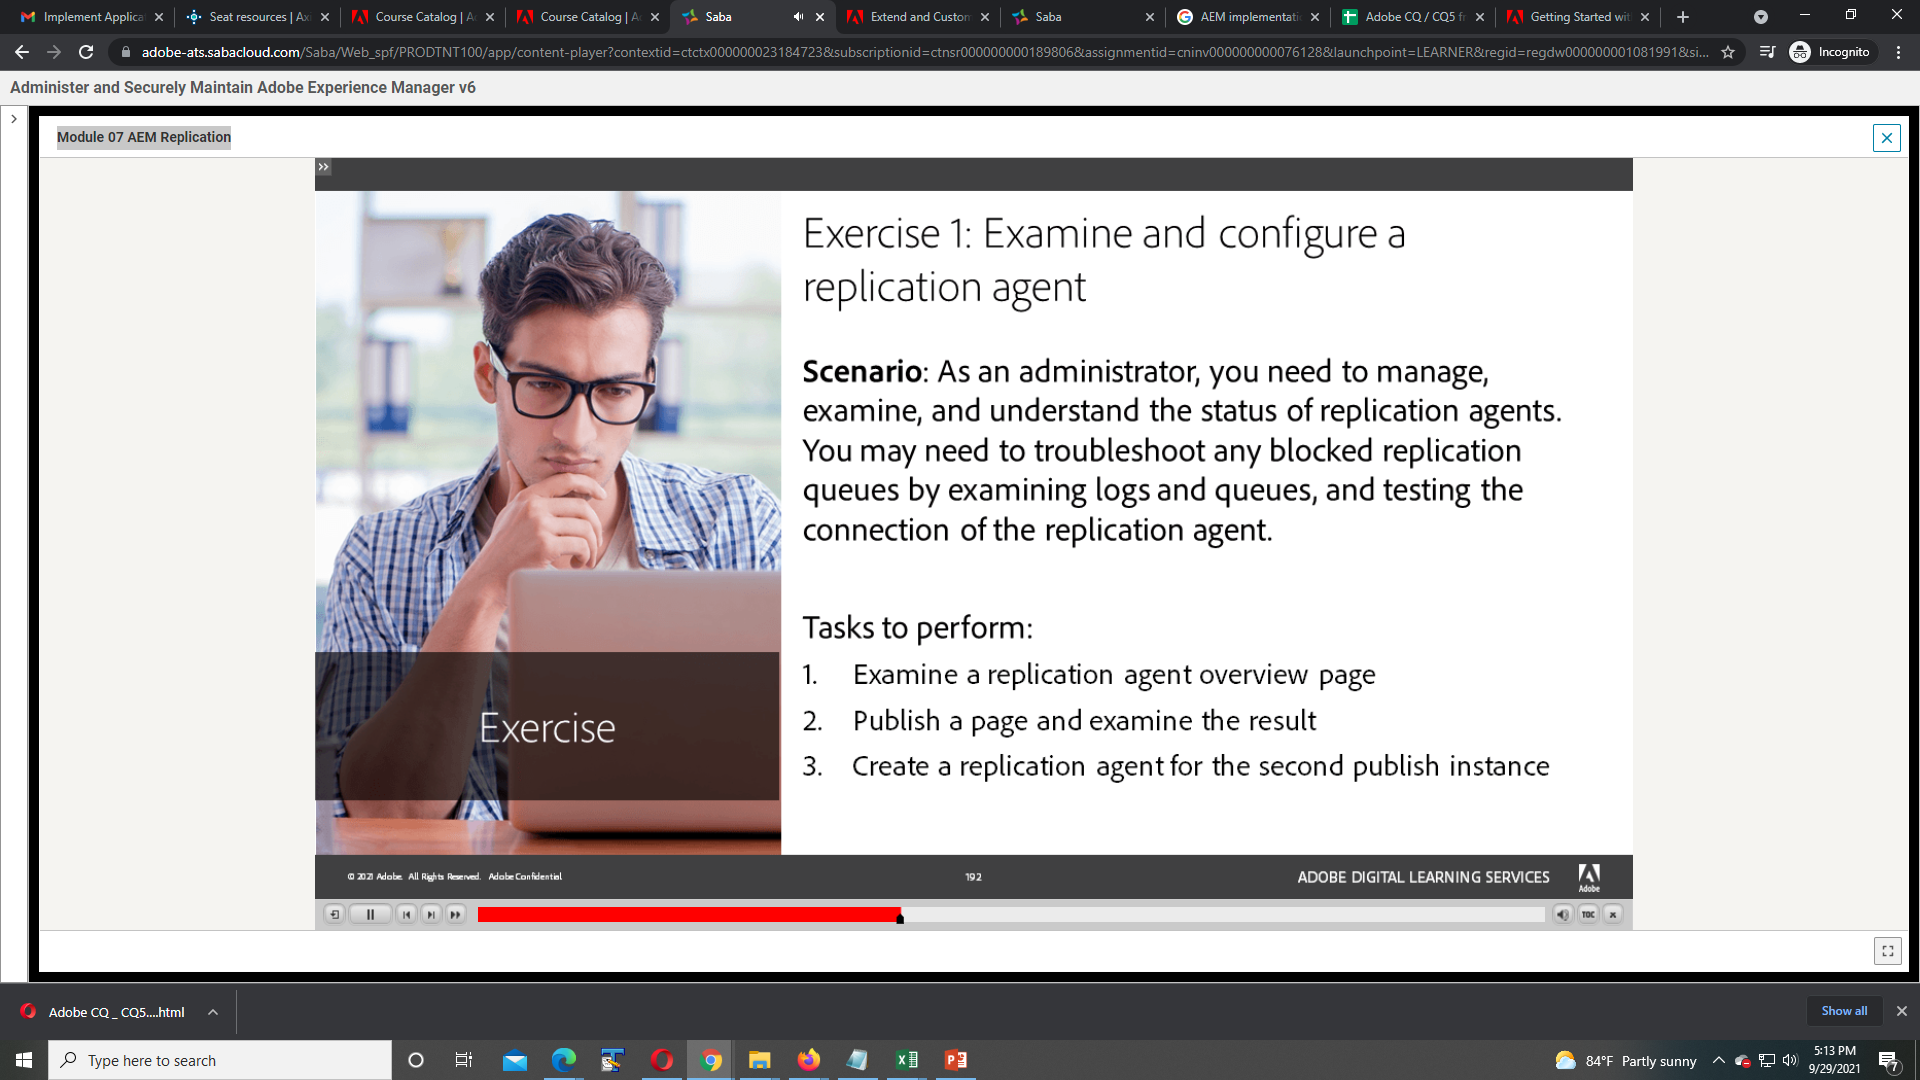 Implement Applica
Seat resources | Ax
Course Catalog | A
Course Catalog | A
Saba
Extend and Custom
Saba
AEM implementati
Adobe CQ / CQ5 fr
Getting Started wit
adobe-ats.sabacloud.com/Saba/Web_spf/PRODTNT100/app/content-player?contextid=ctctx000000023184723&subscriptionid=ctnsr000000000189806&assignmentid=cninv000000000076128&launchpoint=LEARNER&regid=regdw000000001081991&si...
Incognito
Administer and Securely Maintain Adobe Experience Manager v6
Module 07 AEM Replication
Exercise 1: Examine and configure a
replication agent
Scenario: As an administrator, you need to manage,
examine, and understand the status of replication agents.
You may need to troubleshoot any blocked replication
queues by examining logs and queues, and testing the
connection of the replication agent.
Tasks to perform:
1. Examine a replication agent overview page
2. Publish a page and examine the result
3. Create a replication agent for the second publish instance
Exercise
© 2021 Adobe. All Rights Reserved. Adobe Confidential
192
ADOBE DIGITAL LEARNING SERVICES
Adobe
TOC
Adobe CQ _ CQ5....html
Show all
Type here to search
84°F Partly sunny
5:13 PM
9/29/2021
7